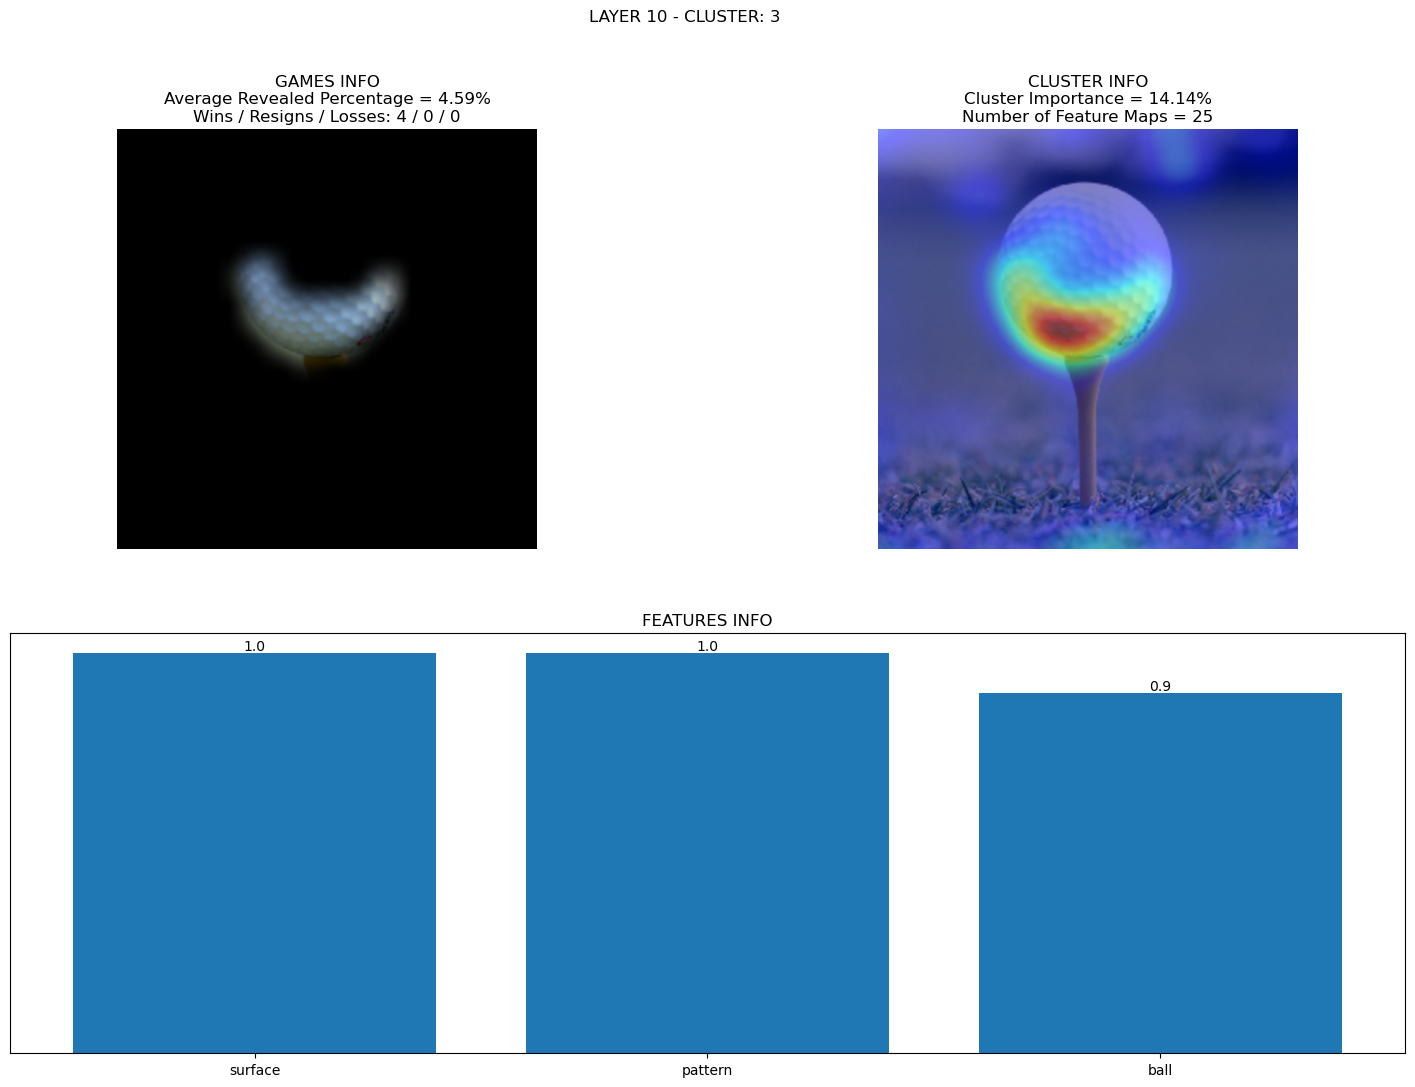 LAYER 10 - CLUSTER: 3
GAMES INFO
Average Revealed Percentage = 4.59%
Wins / Resigns / Losses: 4 / 0 / 0
CLUSTER INFO
Cluster Importance = 14.14%
Number of Feature Maps = 25
FEATURES INFO
1.0
1.0
0.9
surface
pattern
ball